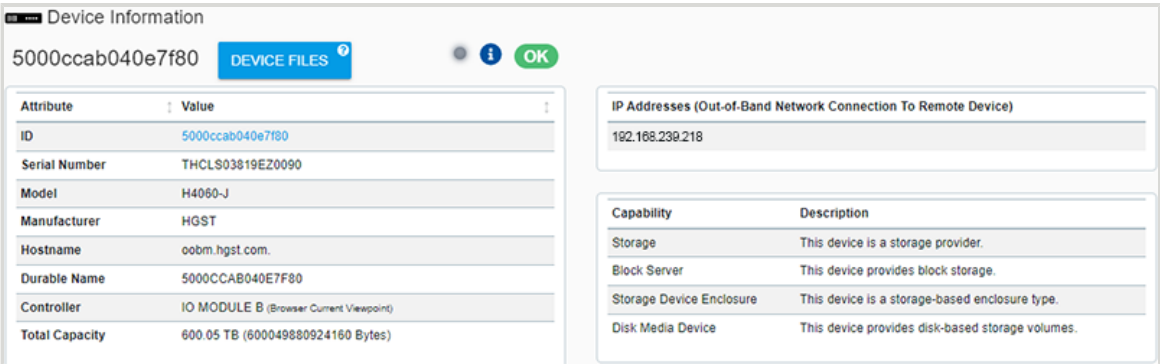 Device Information
5000ccab040e7f80 DEVICE FILES ? i OK
Attribute Value
ID 5000ccab040e7f80
Serial Number THCLS03819EZ0090
Model H4060-J
Manufacturer HGST
Hostname oobm.hgst.com.
Durable Name 5000CCAB040E7F80
Controller IO MODULE B (Browser Current Viewpoint)
Total Capacity 600.05 TB (600049880924160 Bytes)
IP Addresses (Out-of-Band Network Connection To Remote Device)
192.168.239.218
Capability Description
Storage This device is a storage provider.
Block Server This device provides block storage.
Storage Device Enclosure This device is a storage-based enclosure type.
Disk Media Device This device provides disk-based storage volumes.